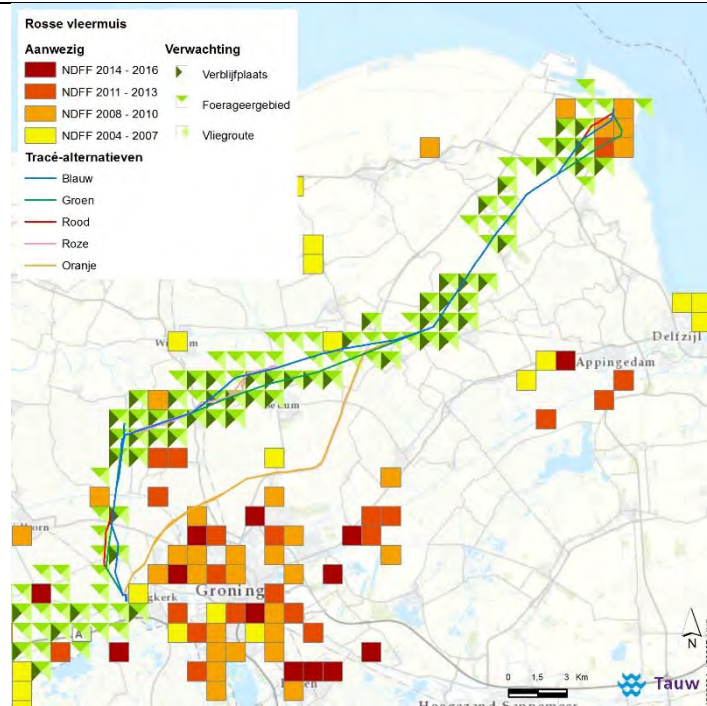 Rosse vleermuis
Aanwezig
NDFF 2014 - 2016
NDFF 2011 - 2013
NDFF 2008 - 2010
NDFF 2004 - 2007
Verwachting
Verblijfplaats
Foerageergebied
Vliegroute
Tracé-alternatieven
Blauw
Groen
Rood
Roze
Oranje
Delfzijl
Appingedam
Groning
A
N
0 1,5 3 Km
Tauw